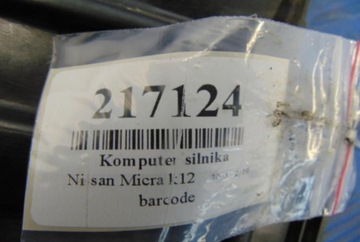 217124
Komputer silnika
Nissan Micra k12
barcode